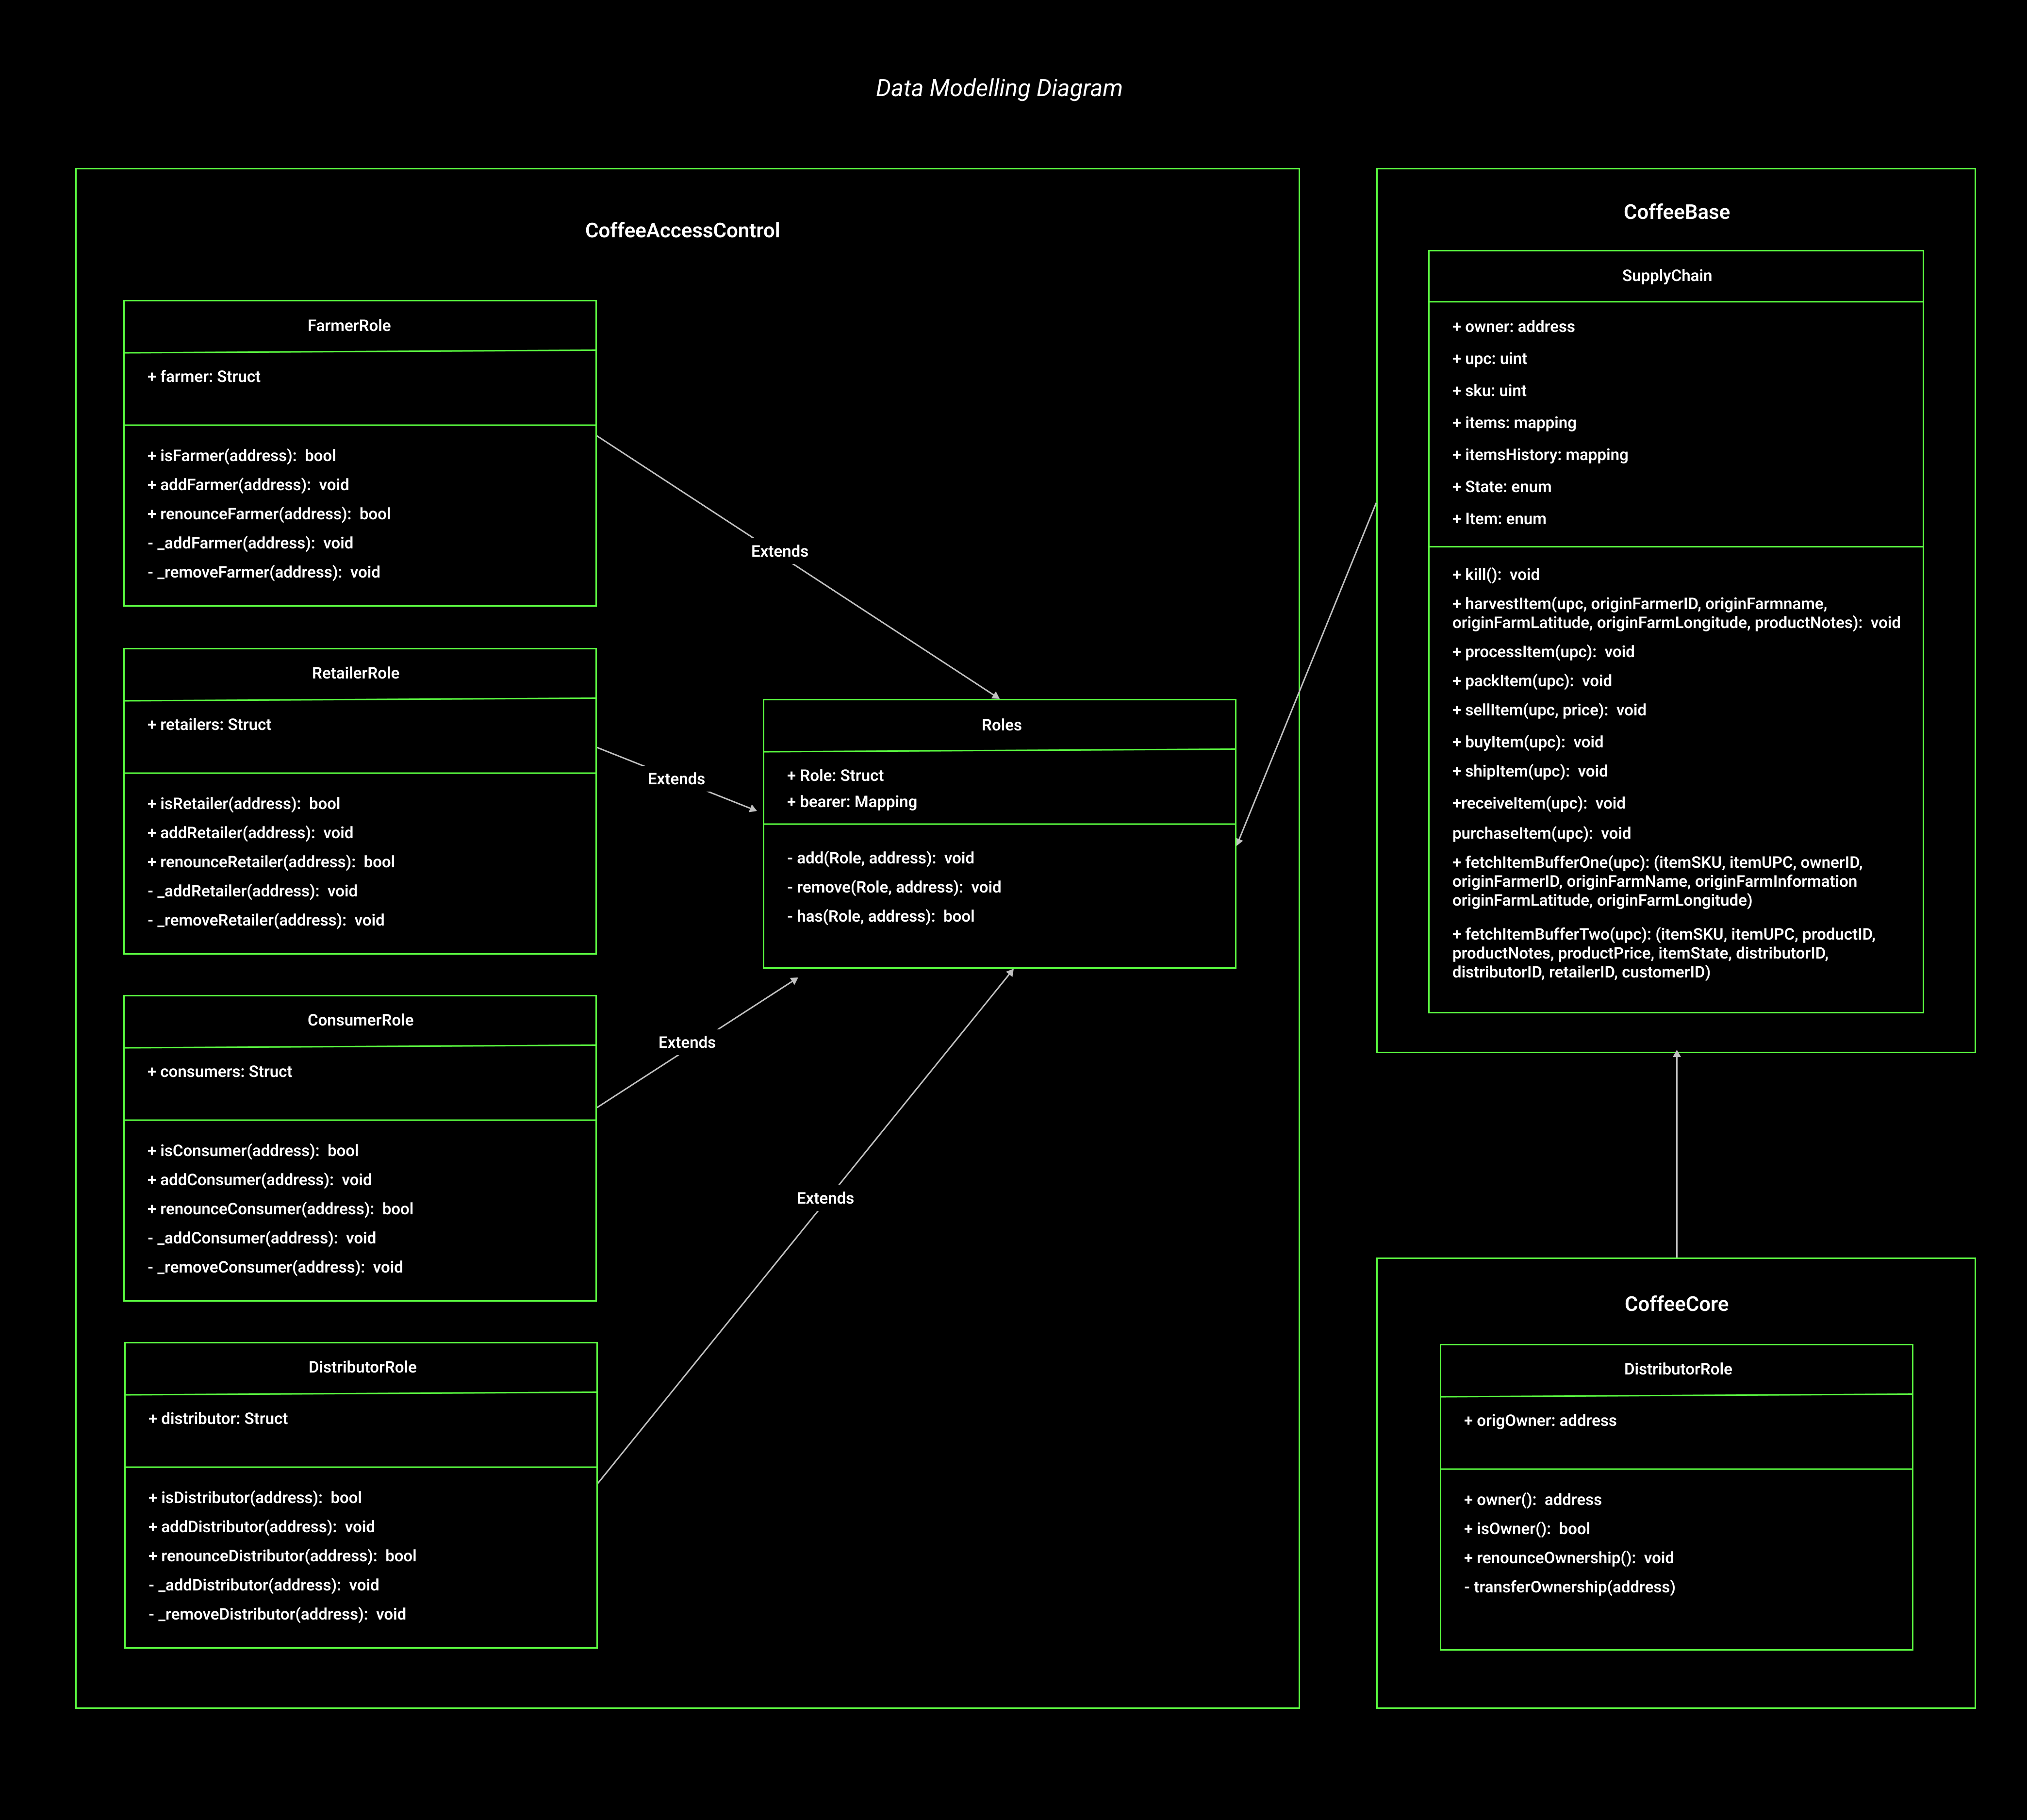 Data Modelling Diagram
CoffeeAccessControl
FarmerRole
+ farmer: Struct
+ isFarmer(address):  bool
+ addFarmer(address):  void
+ renounceFarmer(address):  bool
- _addFarmer(address):  void
- _removeFarmer(address):  void
Extends
RetailerRole
+ retailers: Struct
+ isRetailer(address):  bool
+ addRetailer(address):  void
+ renounceRetailer(address):  bool
- _addRetailer(address):  void
- _removeRetailer(address):  void
Extends
ConsumerRole
+ consumers: Struct
+ isConsumer(address):  bool
+ addConsumer(address):  void
+ renounceConsumer(address):  bool
- _addConsumer(address):  void
- _removeConsumer(address):  void
Extends
DistributorRole
+ distributor: Struct
+ isDistributor(address):  bool
+ addDistributor(address):  void
+ renounceDistributor(address):  bool
- _addDistributor(address):  void
- _removeDistributor(address):  void
Extends
Roles
+ Role: Struct
+ bearer: Mapping
- add(Role, address):  void
- remove(Role, address):  void
- has(Role, address):  bool
CoffeeBase
SupplyChain
+ owner: address
+ upc: uint
+ sku: uint
+ items: mapping
+ itemsHistory: mapping
+ State: enum
+ Item: enum
+ kill():  void
+ harvestItem(upc, originFarmerID, originFarmname,
originFarmLatitude, originFarmLongitude, productNotes):  void
+ processItem(upc):  void
+ packItem(upc):  void
+ sellItem(upc, price):  void
+ buyItem(upc):  void
+ shipItem(upc):  void
+receiveItem(upc):  void
purchaseItem(upc):  void
+ fetchItemBufferOne(upc): (itemSKU, itemUPC, ownerID,
originFarmerID, originFarmName, originFarmInformation
originFarmLatitude, originFarmLongitude)
+ fetchItemBufferTwo(upc): (itemSKU, itemUPC, productID,
productNotes, productPrice, itemState, distributorID,
distributorID, retailerID, customerID)
CoffeeCore
DistributorRole
+ origOwner: address
+ owner():  address
+ isOwner():  bool
+ renounceOwnership():  void
- transferOwnership(address)